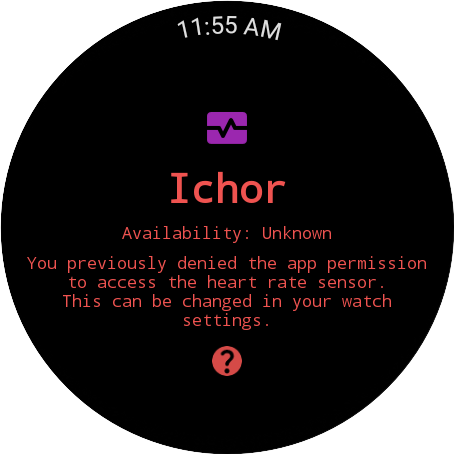 11:55 AM
Ichor
Availability: Unknown
You previously denied the app permission
to access the heart rate sensor.
This can be changed in your watch
settings.
?